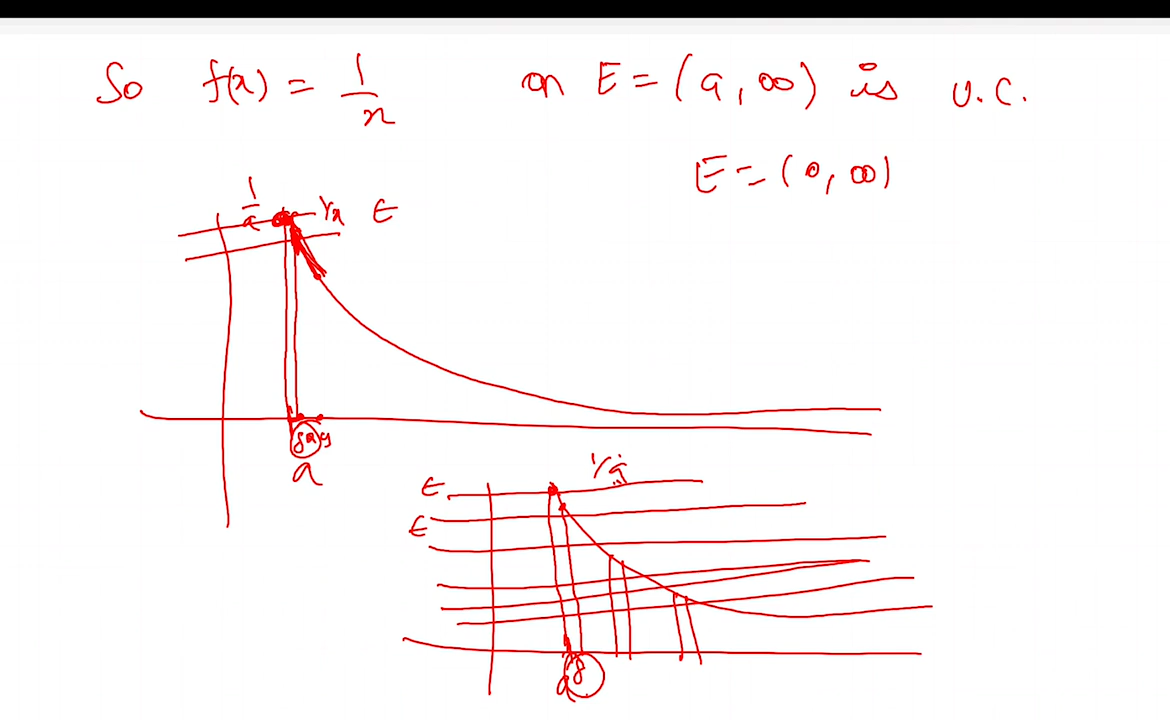 So f(x) = 1/x on E = (a, ∞) is U.C.
E = (0, ∞)
1/a 1/x ε
δ
a
1/a
ε
ε
a δ